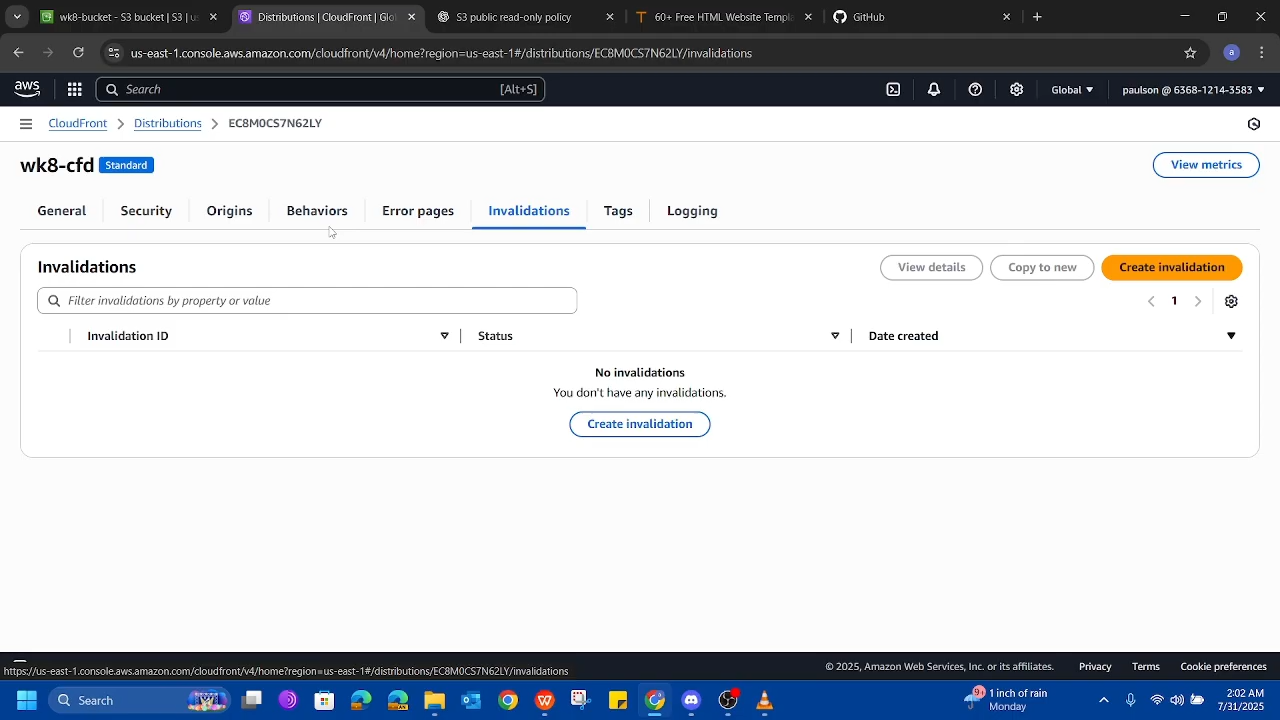 wk8-bucket - S3 bucket | S3 | us
Distributions | CloudFront | Glo
S3 public read-only policy
60+ Free HTML Website Templ
GitHub
us-east-1.console.aws.amazon.com/cloudfront/v4/home?region=us-east-1#/distributions/EC8M0CS7N62LY/invalidations
a
aws
Search
[Alt+S]
Global
paulson @ 6368-1214-3583
CloudFront
Distributions
EC8M0CS7N62LY
wk8-cfd
Standard
View metrics
General
Security
Origins
Behaviors
Error pages
Invalidations
Tags
Logging
Invalidations
View details
Copy to new
Create invalidation
Filter invalidations by property or value
1
Invalidation ID
Status
Date created
No invalidations
You don't have any invalidations.
Create invalidation
https://us-east-1.console.aws.amazon.com/cloudfront/v4/home?region=us-east-1#/distributions/EC8M0CS7N62LY/invalidations
© 2025, Amazon Web Services, Inc. or its affiliates.
Privacy
Terms
Cookie preferences
Search
9+
1 inch of rain
Monday
2:02 AM
7/31/2025